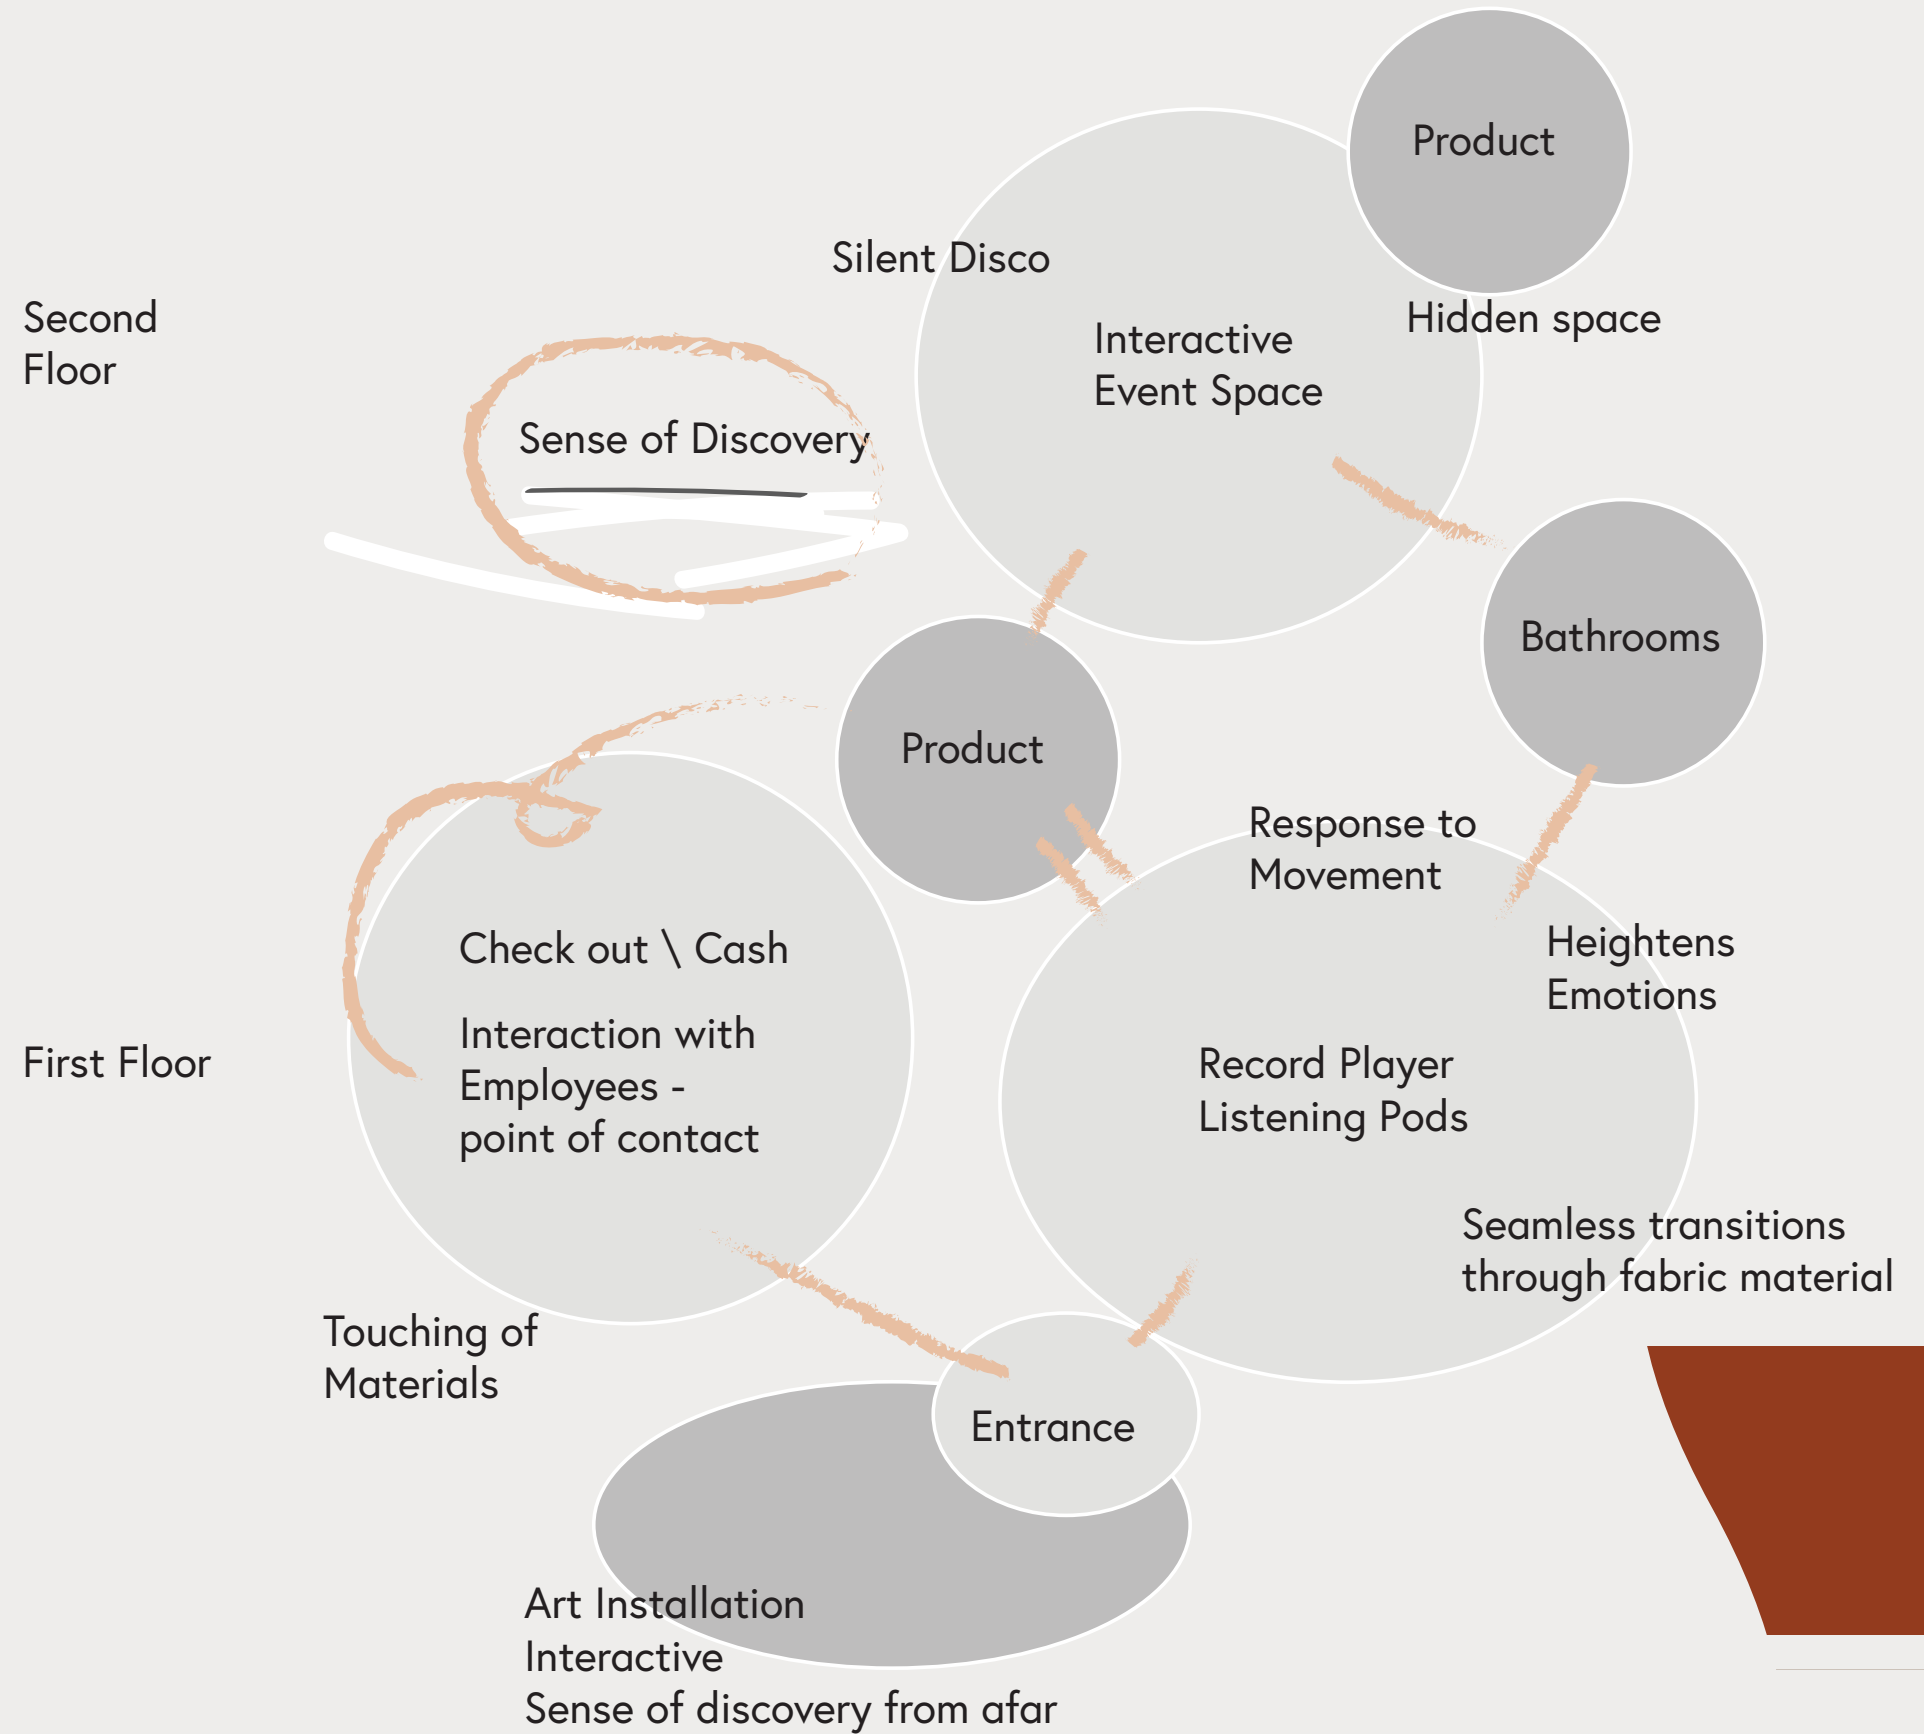 Product
Silent Disco
Second
Floor
Hidden space
Interactive
Event Space
Sense of Discovery
Bathrooms
Product
Response to
Movement
Check out \ Cash
Heightens
Emotions
Interaction with
Employees -
point of contact
First Floor
Record Player
Listening Pods
Seamless transitions
through fabric material
Touching of
Materials
Entrance
Art Installation
Interactive
Sense of discovery from afar